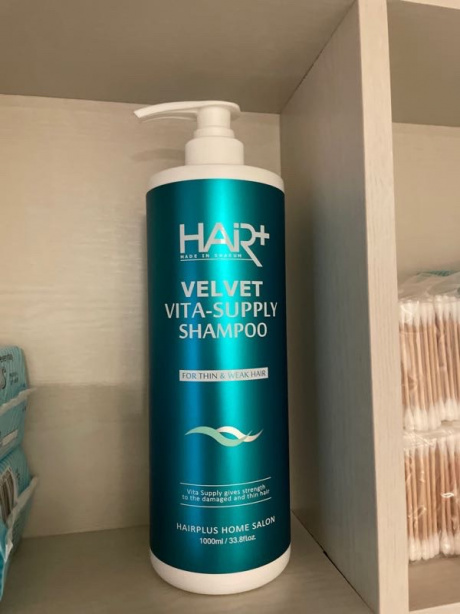 HAiR+
MADE IN
VELVET
VITA-SUPPLY
SHAMPOO
FOR THIN & WEAK HAIR
Vita Supply gives strength
to the damaged and thin hair
HAIRPLUS HOME SALON
1000ml / 33.8fl.oz.